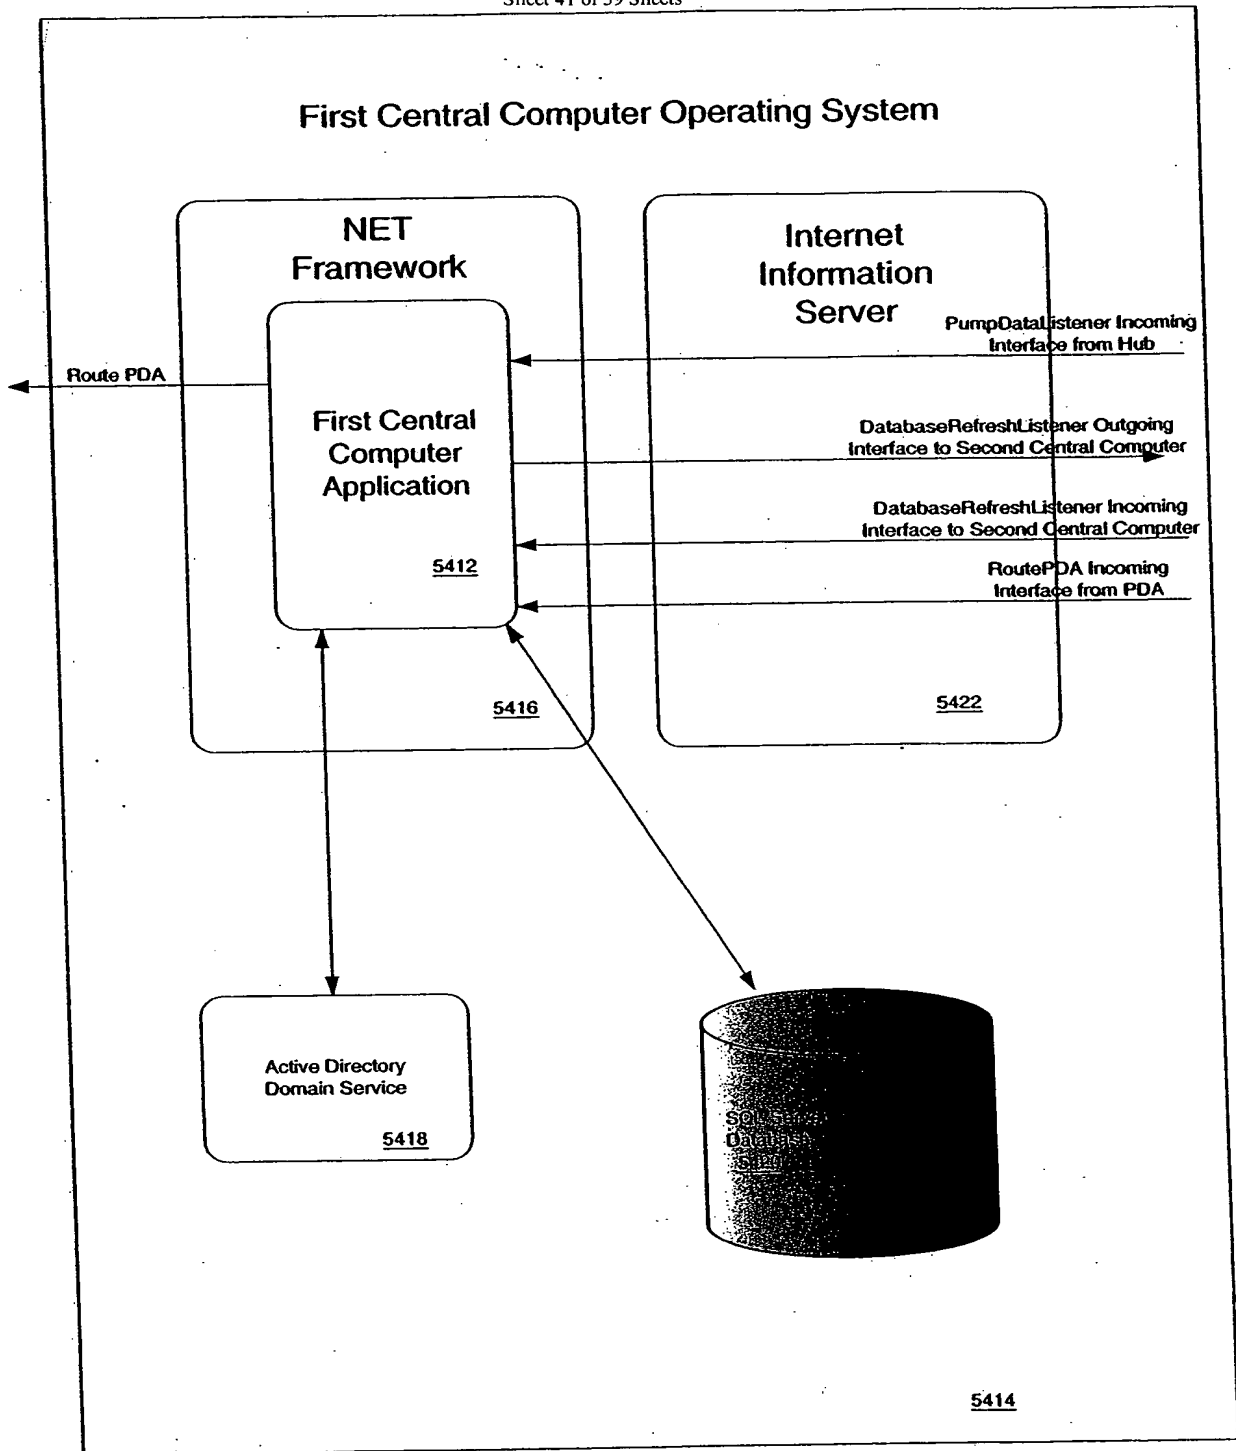 First Central Computer Operating System
NET
Framework
Internet
Information
Server
PumpDataListener Incoming
Interface from Hub
Route PDA
First Central
Computer
Application
DatabaseRefreshListener Outgoing
Interface to Second Central Computer
DatabaseRefreshListener Incoming
Interface to Second Central Computer
5412
RoutePDA Incoming
Interface from PDA
5416
5422
Active Directory
Domain Service
5418
SQL
Database
5414